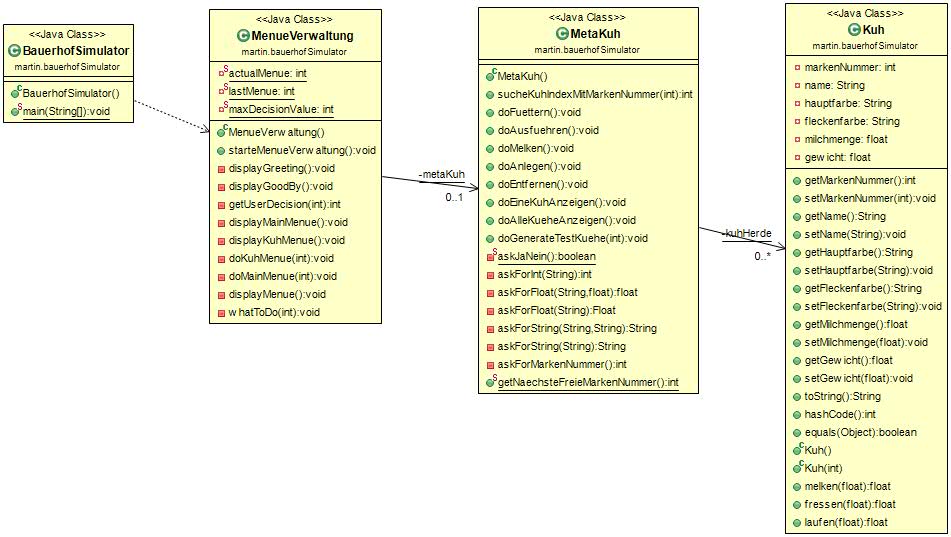 <<Java Class>>
BauerhofSimulator
martin.bauerhofSimulator
BauerhofSimulator()
main(String[]):void
<<Java Class>>
MenueVerwaltung
martin.bauerhofSimulator
actualMenue: int
lastMenue: int
maxDecisionValue: int
MenueVerwaltung()
starteMenueVerwaltung():void
displayGreeting():void
displayGoodBy():void
getUserDecision(int):int
displayMainMenue():void
displayKuhMenue():void
doKuhMenue(int):void
doMainMenue(int):void
displayMenue():void
whatToDo(int):void
-metaKuh
0..1
<<Java Class>>
MetaKuh
martin.bauerhofSimulator
MetaKuh()
sucheKuhIndexMitMarkenNummer(int):int
doFuettern():void
doAusfuehren():void
doMelken():void
doAnlegen():void
doEntfernen():void
doEineKuhAnzeigen():void
doAlleKueheAnzeigen():void
doGenerateTestKuehe(int):void
askJaNein():boolean
askForInt(String):int
askForFloat(String,float):float
askForFloat(String):Float
askForString(String,String):String
askForString(String):String
askForMarkenNummer():int
getNaechsteFreieMarkenNummer():int
-kuhHerde
0..*
<<Java Class>>
Kuh
martin.bauerhofSimulator
markenNummer: int
name: String
hauptfarbe: String
fleckenfarbe: String
milchmenge: float
gewicht: float
getMarkenNummer():int
setMarkenNummer(int):void
getName():String
setName(String):void
getHauptfarbe():String
setHauptfarbe(String):void
getFleckenfarbe():String
setFleckenfarbe(String):void
getMilchmenge():float
setMilchmenge(float):void
getGewicht():float
setGewicht(float):void
toString():String
hashCode():int
equals(Object):boolean
Kuh()
Kuh(int)
melken(float):float
fressen(float):float
laufen(float):float